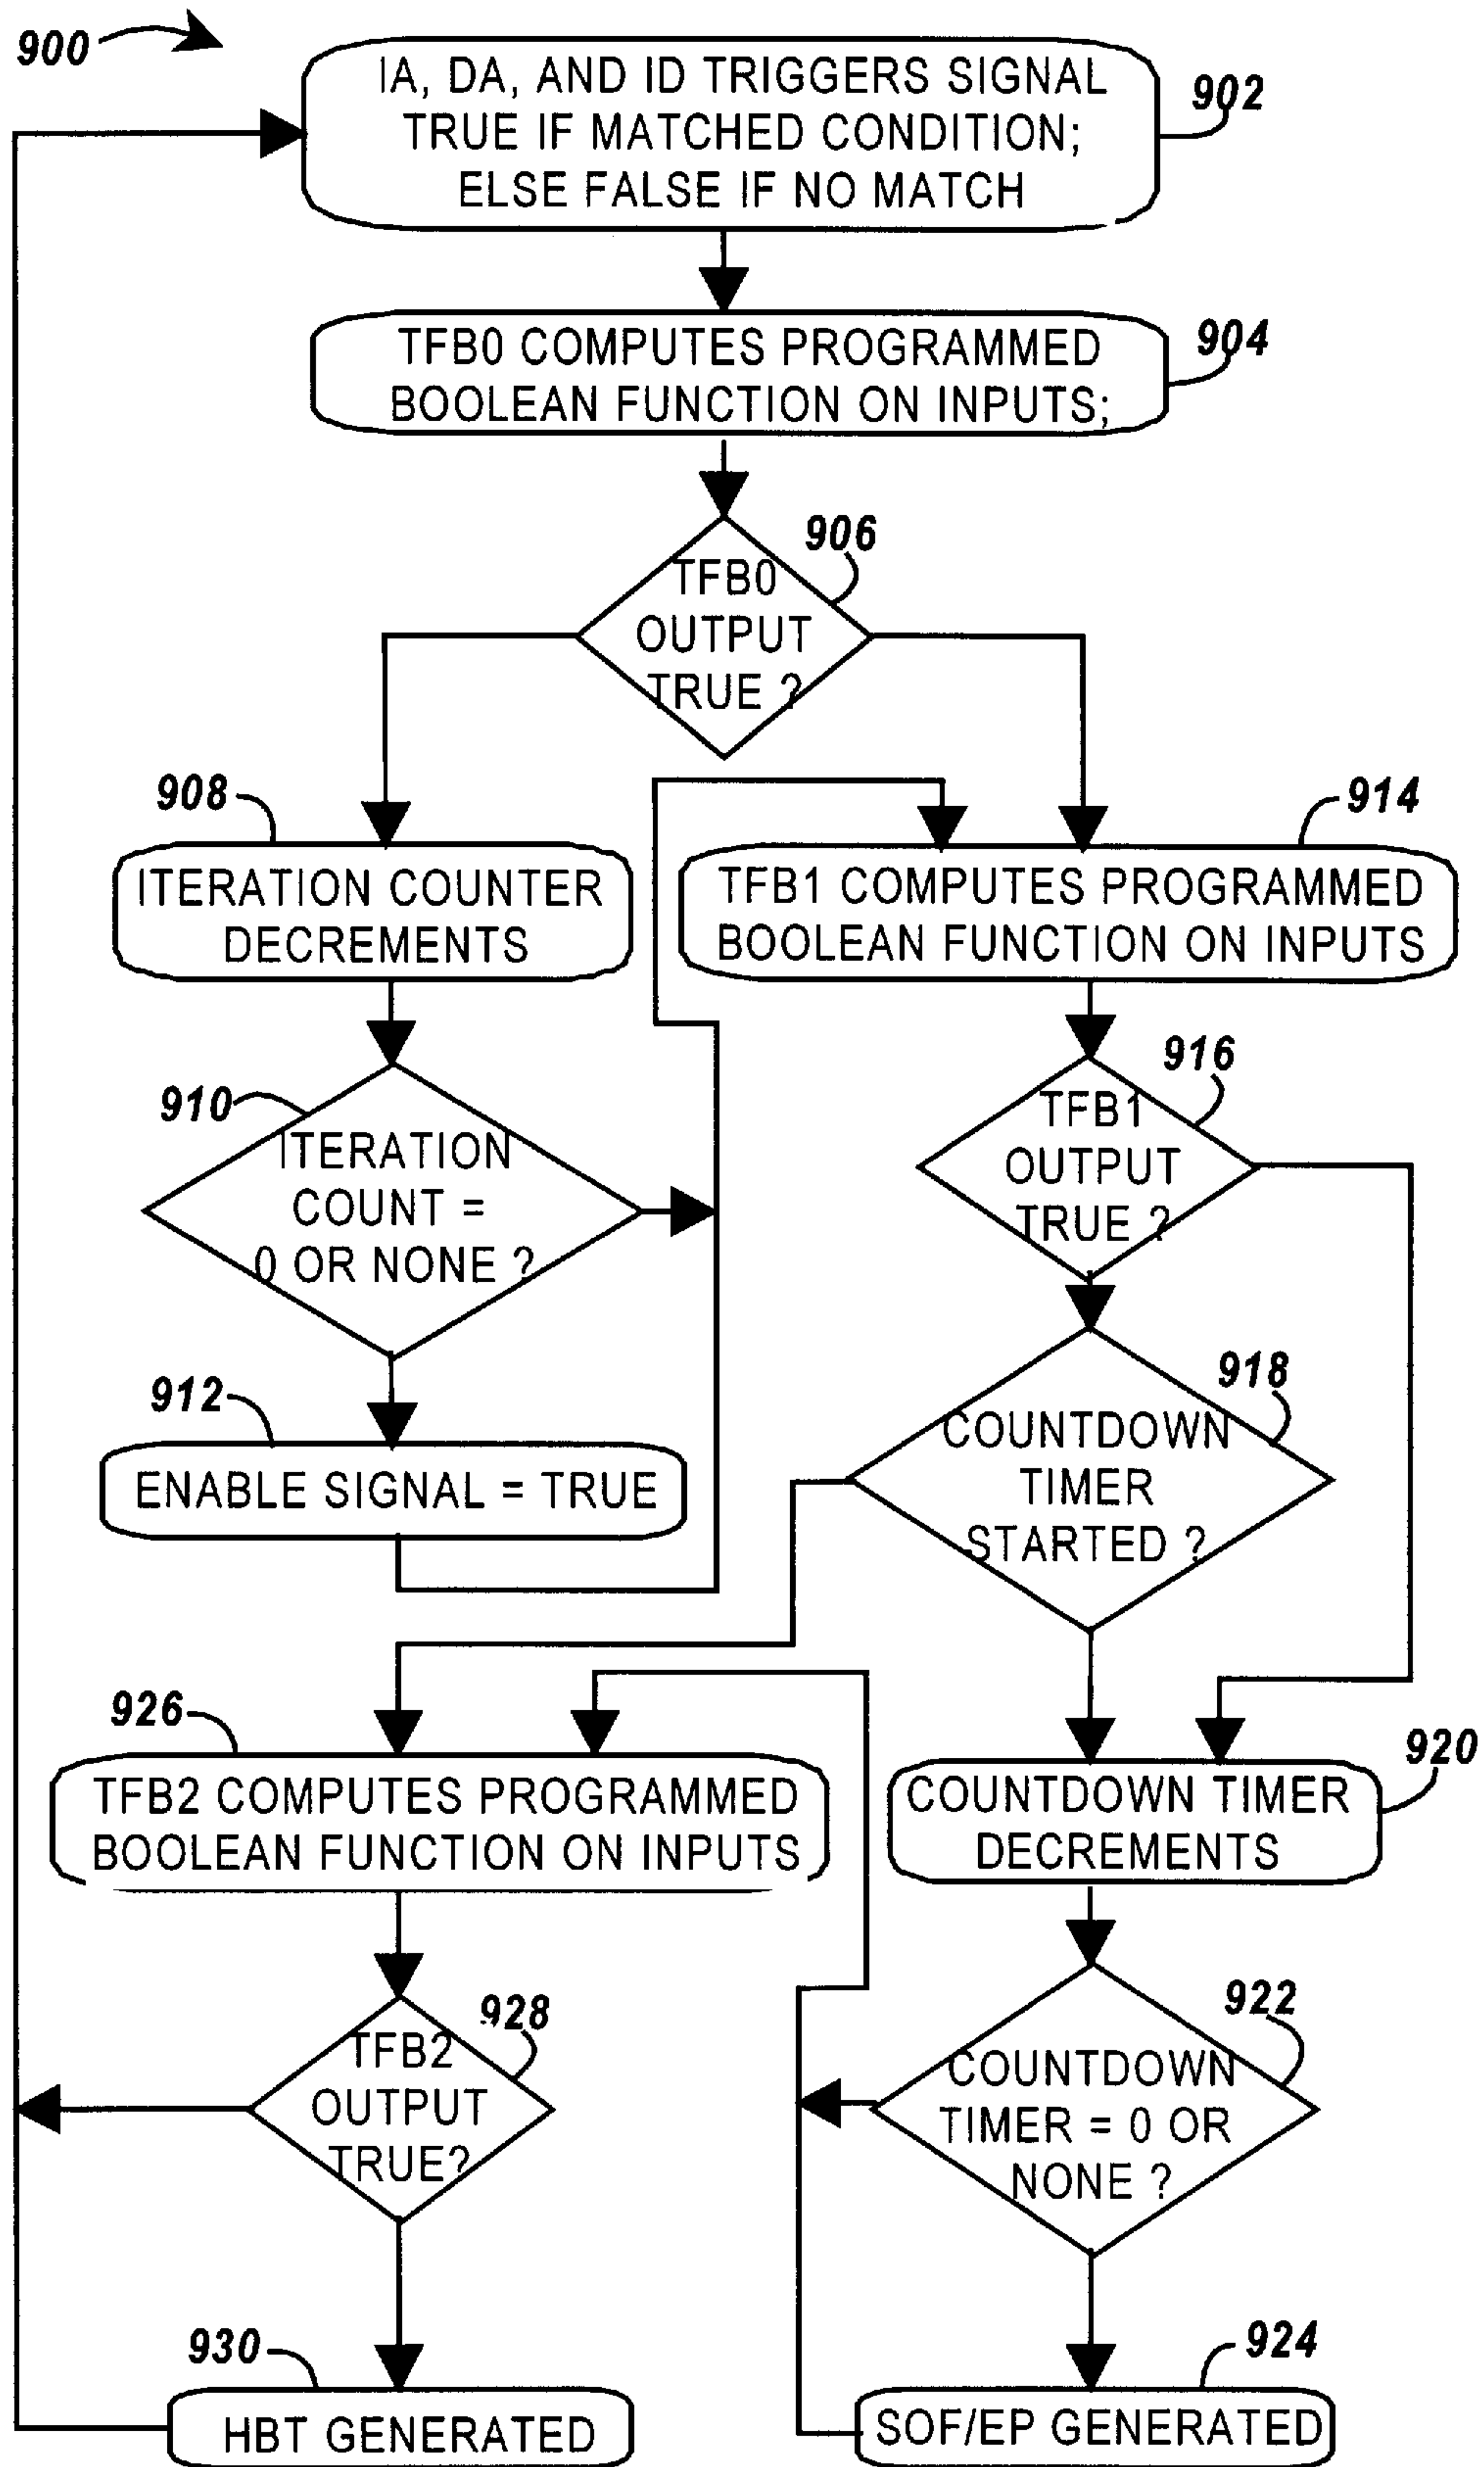 900
IA, DA, AND ID TRIGGERS SIGNAL
TRUE IF MATCHED CONDITION;
ELSE FALSE IF NO MATCH
902
TFB0 COMPUTES PROGRAMMED
BOOLEAN FUNCTION ON INPUTS;
904
906
TFB0
OUTPUT
TRUE ?
908
ITERATION COUNTER
DECREMENTS
914
TFB1 COMPUTES PROGRAMMED
BOOLEAN FUNCTION ON INPUTS
910
ITERATION
COUNT =
0 OR NONE ?
916
TFB1
OUTPUT
TRUE ?
912
ENABLE SIGNAL = TRUE
918
COUNTDOWN
TIMER
STARTED ?
926
TFB2 COMPUTES PROGRAMMED
BOOLEAN FUNCTION ON INPUTS
920
COUNTDOWN TIMER
DECREMENTS
928
TFB2
OUTPUT
TRUE?
922
COUNTDOWN
TIMER = 0 OR
NONE ?
930
HBT GENERATED
924
SOF/EP GENERATED